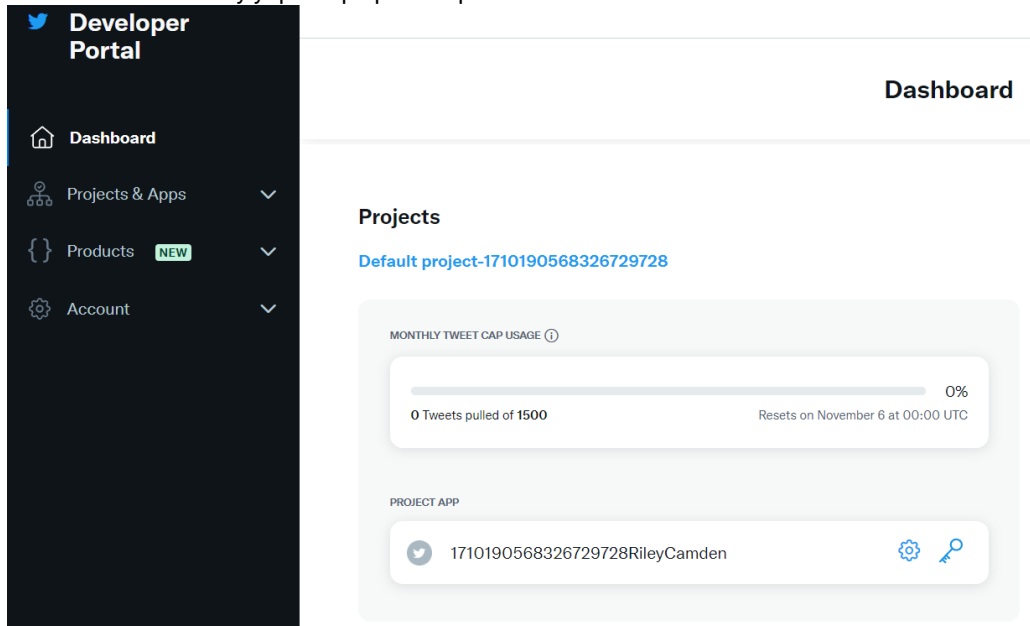 Developer
Portal
Dashboard
Dashboard
Projects & Apps
Products NEW
Account
Projects
Default project-1710190568326729728
MONTHLY TWEET CAP USAGE
0%
0 Tweets pulled of 1500
Resets on November 6 at 00:00 UTC
PROJECT APP
1710190568326729728RileyCamden